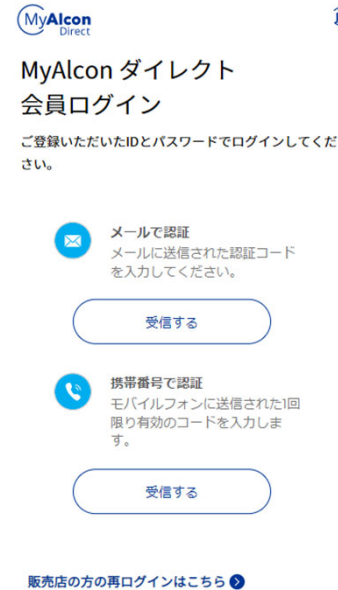 MyAlcon
Direct
MyAlcon ダイレクト
会員ログイン
ご登録いただいたIDとパスワードでログインしてくだ
さい。
メールで認証
メールに送信された認証コード
を入力してください。
受信する
携帯番号で認証
モバイルフォンに送信された1回
限り有効のコードを入力しま
す。
受信する
販売店の方の再ログインはこちら